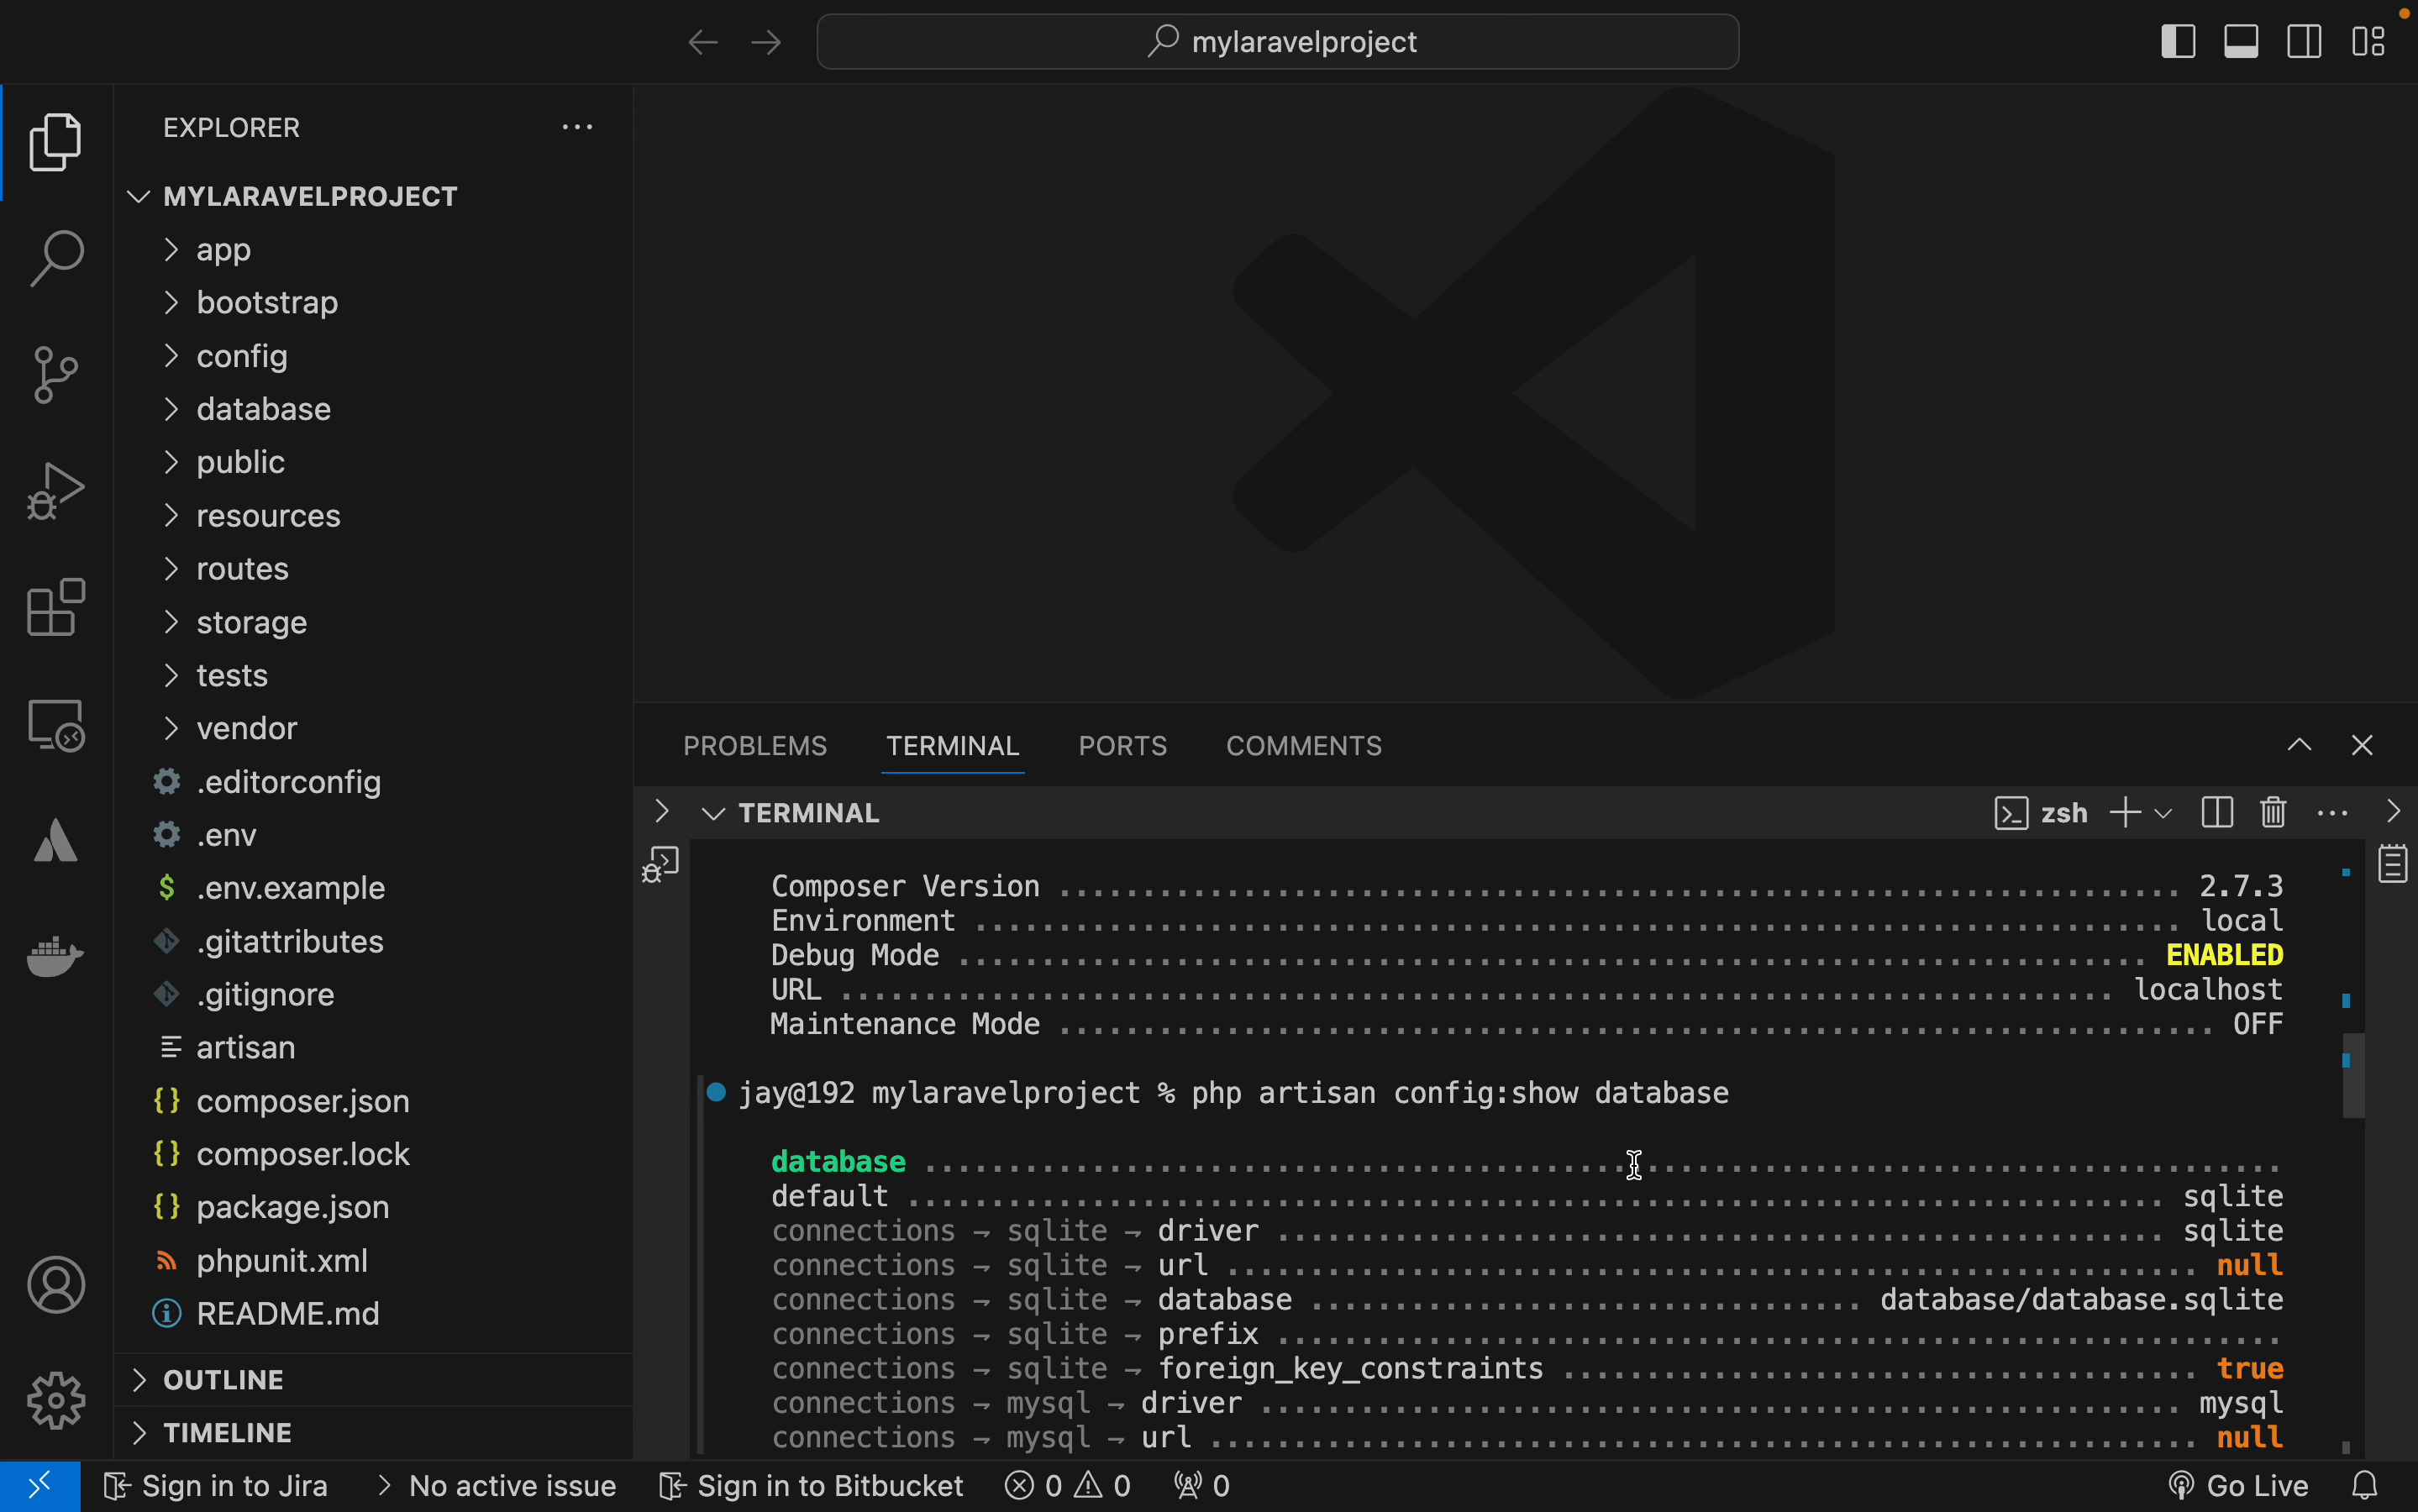 mylaravelproject
EXPLORER
MYLARAVELPROJECT
app
bootstrap
config
database
public
resources
routes
storage
tests
vendor
.editorconfig
.env
$ .env.example
.gitattributes
.gitignore
artisan
{} composer.json
{} composer.lock
{} package.json
phpunit.xml
README.md
OUTLINE
TIMELINE
PROBLEMS TERMINAL PORTS COMMENTS
TERMINAL zsh
Composer Version ........ 2.7.3
Environment ........ local
Debug Mode ........ ENABLED
URL ........ localhost
Maintenance Mode ........ OFF
jay@192 mylaravelproject % php artisan config:show database
database ........
default ........ sqlite
connections → sqlite → driver ........ sqlite
connections → sqlite → url ........ null
connections → sqlite → database ........ database/database.sqlite
connections → sqlite → prefix ........
connections → sqlite → foreign_key_constraints ........ true
connections → mysql → driver ........ mysql
connections → mysql → url ........ null
Sign in to Jira No active issue Sign in to Bitbucket 0 0 0 Go Live